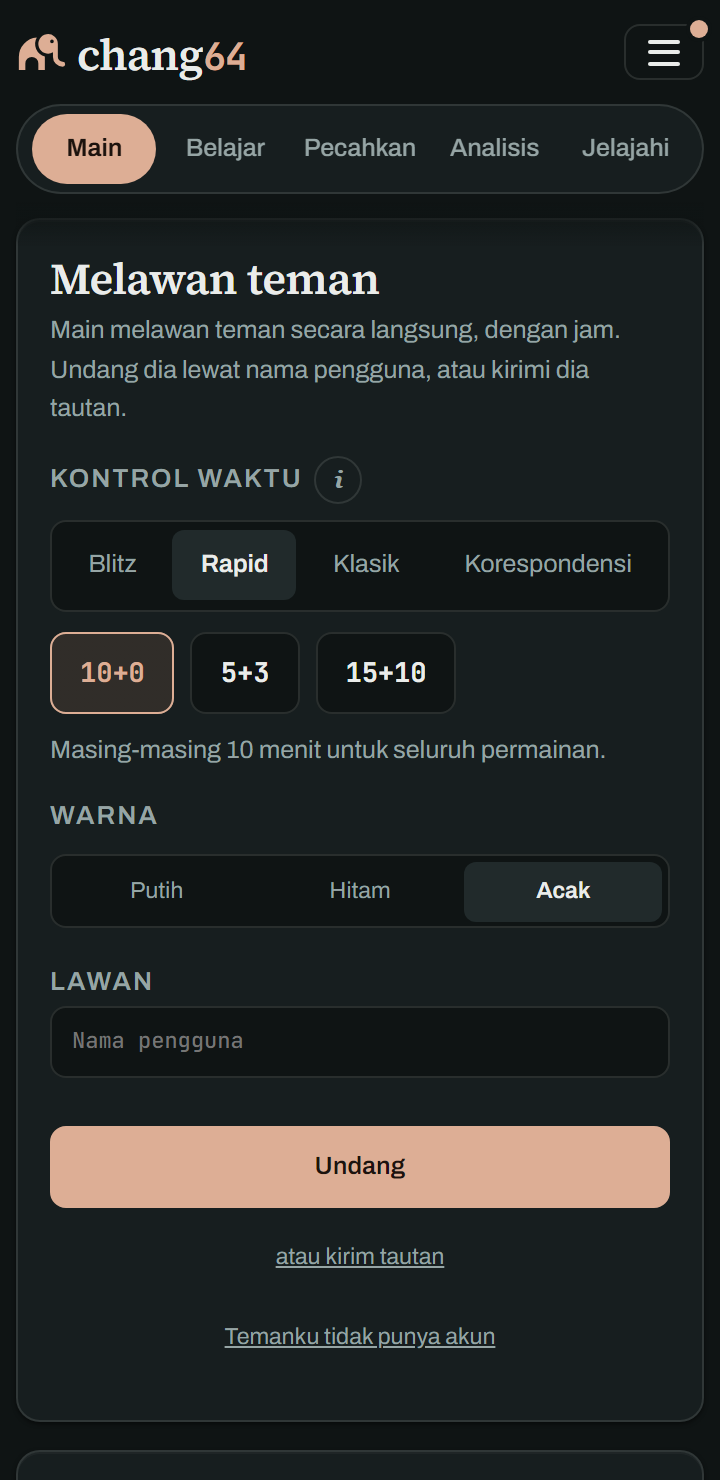 chang64
Main Belajar Pecahkan Analisis Jelajahi
Melawan teman
Main melawan teman secara langsung, dengan jam.
Undang dia lewat nama pengguna, atau kirimi dia
tautan.
KONTROL WAKTU i
Blitz Rapid Klasik Korespondensi
10+0 5+3 15+10
Masing-masing 10 menit untuk seluruh permainan.
WARNA
Putih Hitam Acak
LAWAN
Nama pengguna
Undang
atau kirim tautan
Temanku tidak punya akun